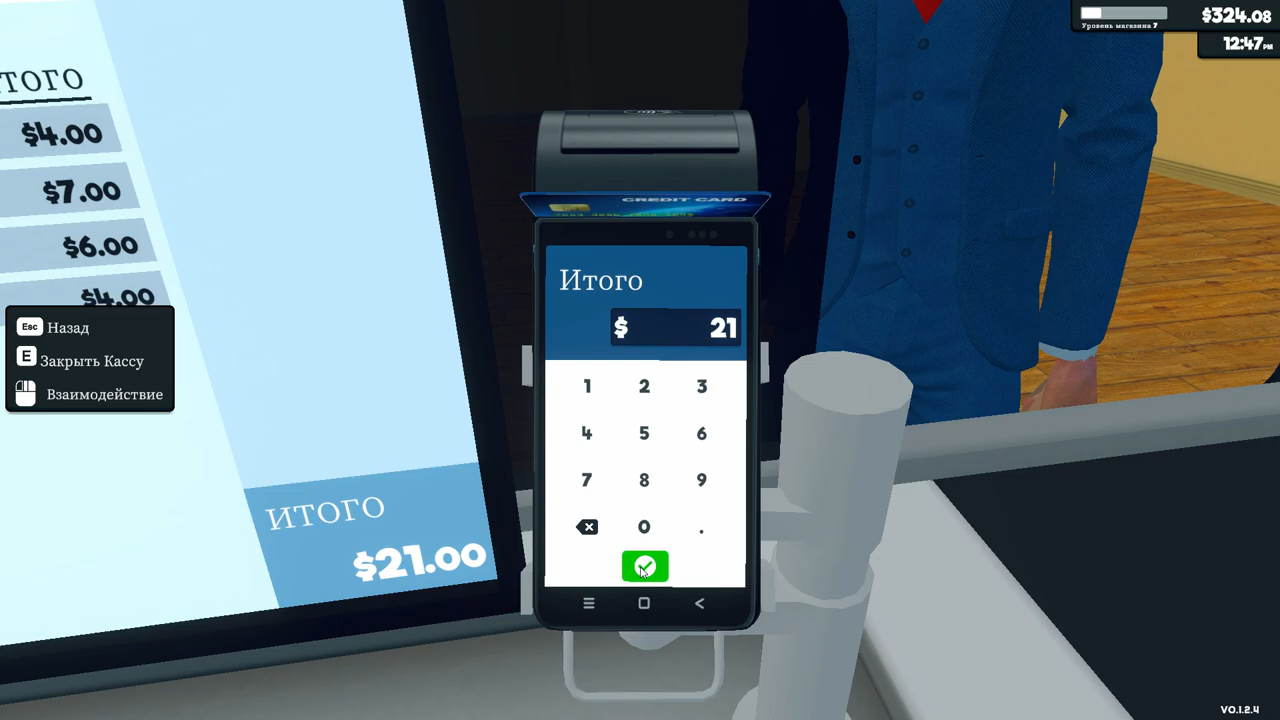 $324.08
Уровень магазина 7
12:47PM
ТОГО
$4.00
$7.00
$6.00
$4.00
CREDIT CARD
Итого
$ 21
1 2 3
4 5 6
7 8 9
0 .
Esc Назад
E Закрыть Кассу
Взаимодействие
ИТОГО
$21.00
V0.1.2.4